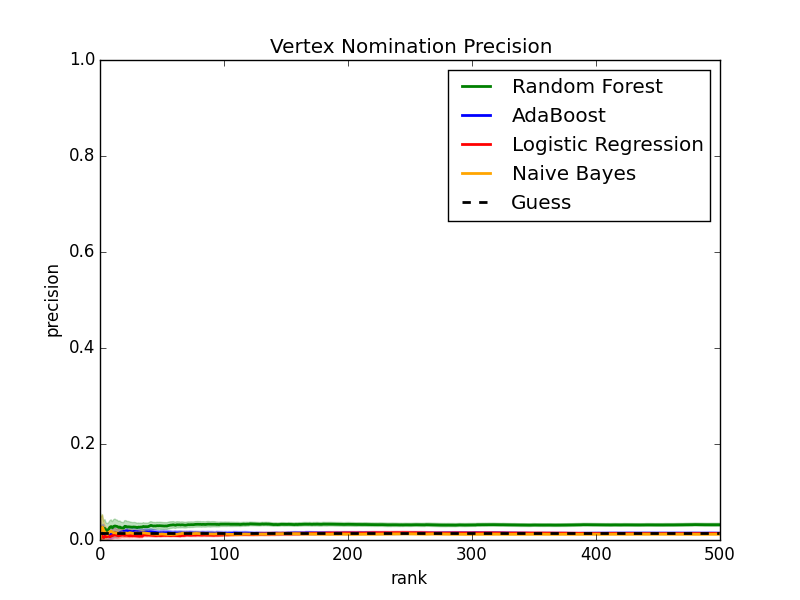 Vertex Nomination Precision
1.0
0.8
0.6
0.4
0.2
0.0
precision
Random Forest
AdaBoost
Logistic Regression
Naive Bayes
Guess
0 100 200 300 400 500
rank